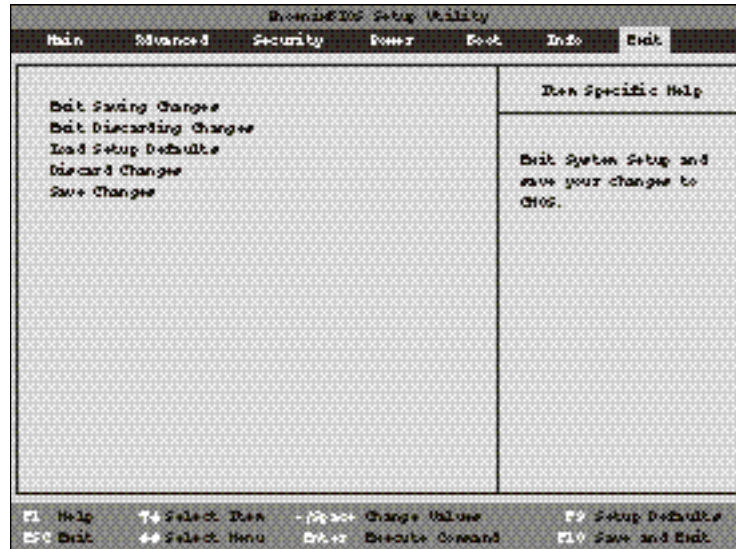 PhoenixBIOS Setup Utility
Main Advanced Security Power Boot Info Exit
Exit Saving Changes
Exit Discarding Changes
Load Setup Defaults
Discard Changes
Save Changes
Item Specific Help
Exit System Setup and
save your changes to
CMOS.
F1 Help ↑↓ Select Item -/Space Change Values F9 Setup Defaults
ESC Exit ←→ Select Menu Enter Execute Command F10 Save and Exit